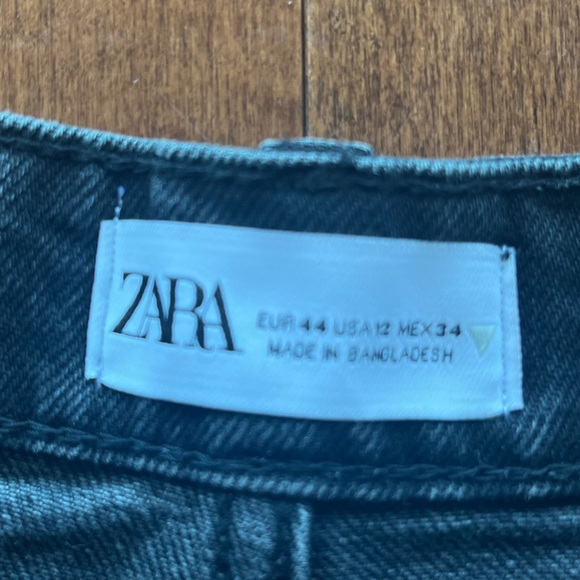 ZARA
EUR 44 USA 12 MEX 34
MADE IN BANGLADESH